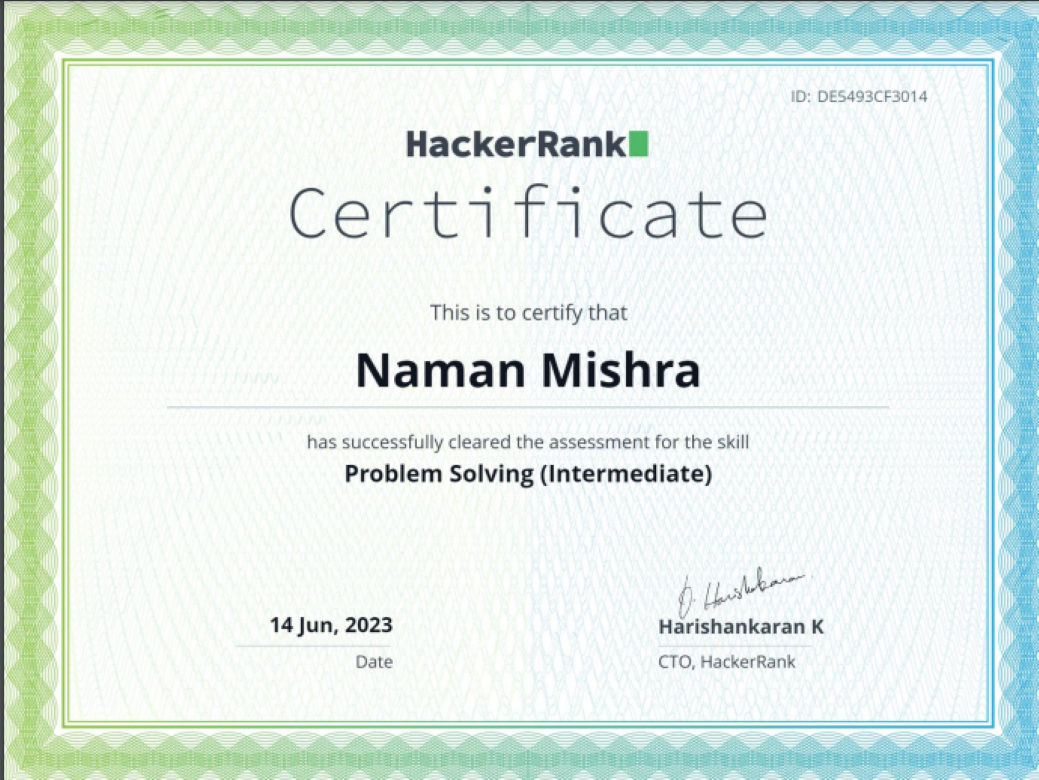 ID: DE5493CF3014
HackerRank
Certificate
This is to certify that
Naman Mishra
has successfully cleared the assessment for the skill
Problem Solving (Intermediate)
D. Harishankaran
14 Jun, 2023
Harishankaran K
Date
CTO, HackerRank